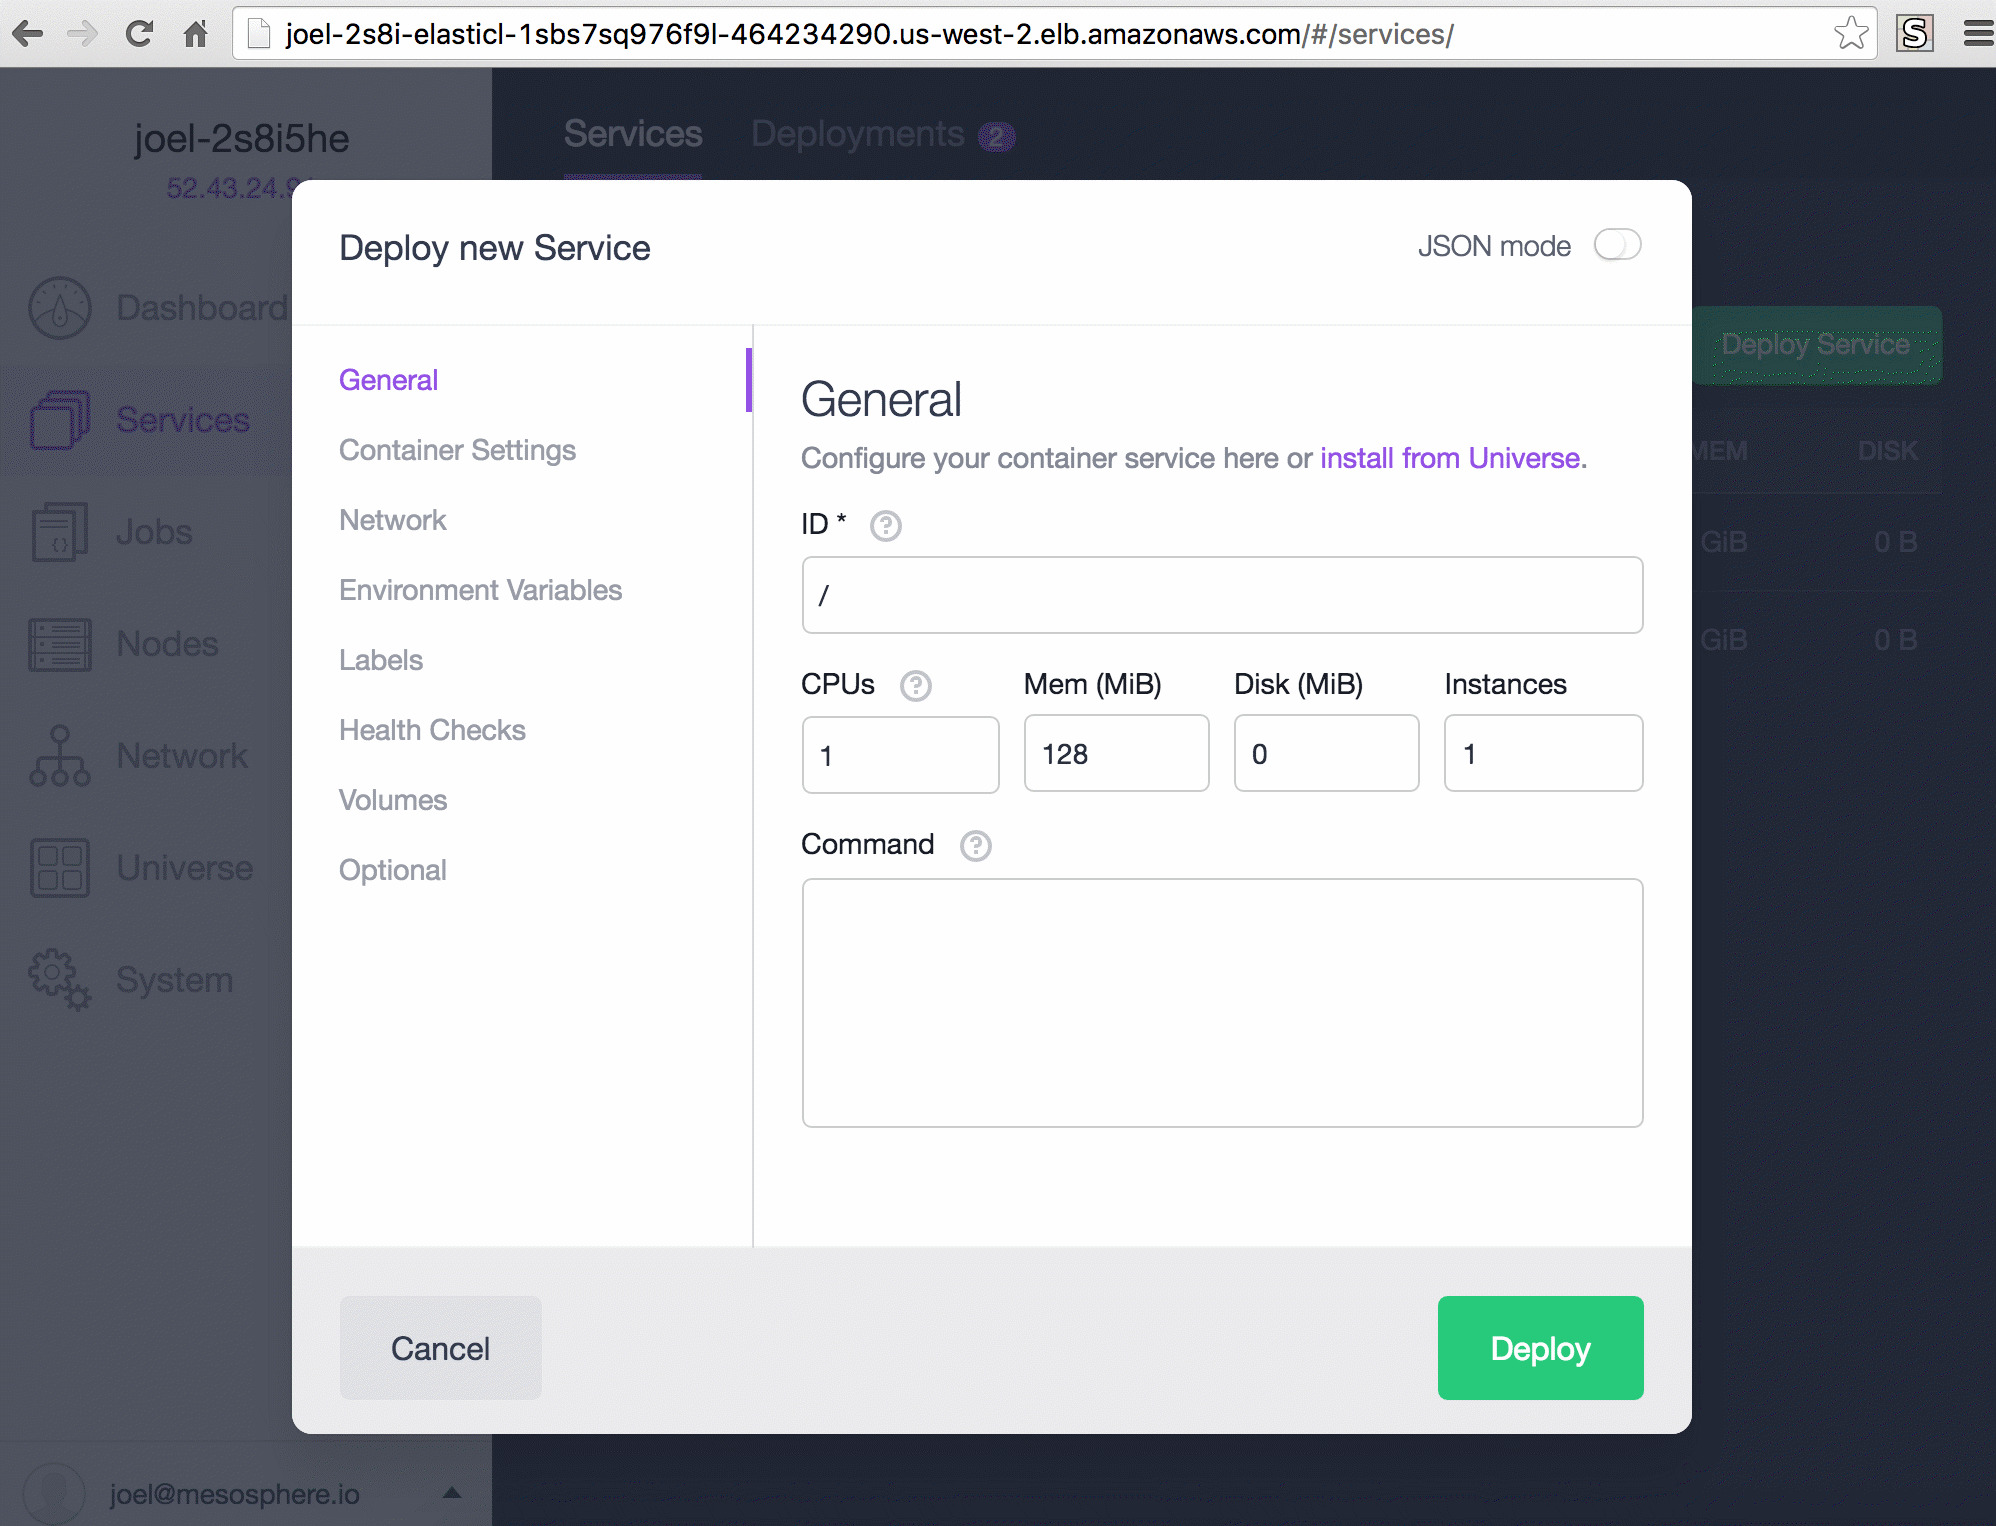 joel-2s8i-elasticl-1sbs7sq976f9l-464234290.us-west-2.elb.amazonaws.com/#/services/
S
joel-2s8i5he
52.43.24.9
Services Deployments 2
Dashboard
Services
Jobs
Nodes
Network
Universe
System
joel@mesosphere.io
Deploy new Service
JSON mode
General
Container Settings
Network
Environment Variables
Labels
Health Checks
Volumes
Optional
General
Configure your container service here or install from Universe.
ID * ?
/
CPUs ? Mem (MiB) Disk (MiB) Instances
1 128 0 1
Command ?
Cancel
Deploy
Deploy Service
MEM DISK
GiB 0 B
GiB 0 B